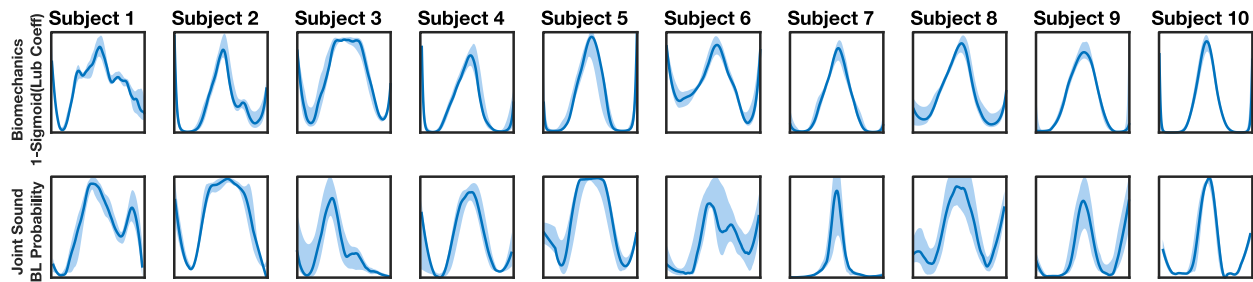 Subject 1
Subject 2
Subject 3
Subject 4
Subject 5
Subject 6
Subject 7
Subject 8
Subject 9
Subject 10
Biomechanics
1-Sigmoid(Lub Coeff)
Joint Sound
BL Probability